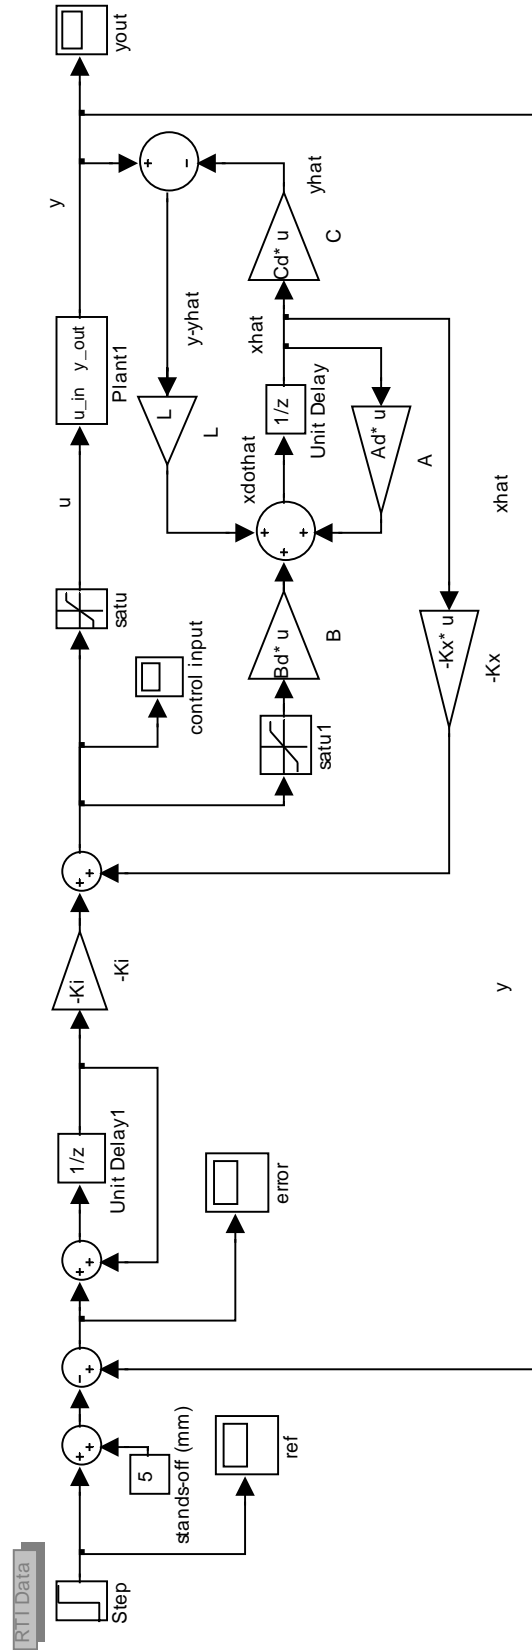 RTI Data
Step
ref
5
stands-off (mm)
-
+
+
+
error
+
+
1/z
Unit Delay1
-Ki
-Ki
+
+
control input
satu
u
u_in y_out
Plant1
y
yout
satu1
Bd* u
B
+
+
+
xdothat
1/z
Unit Delay
xhat
Cd* u
C
yhat
+
-
y-yhat
L
L
Ad* u
A
-Kx* u
-Kx
xhat
y